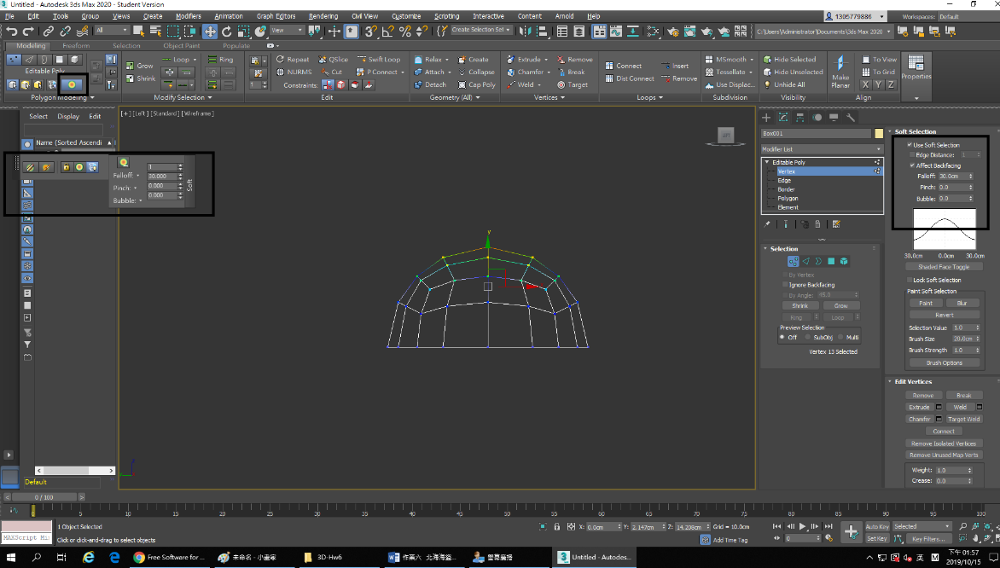 Untitled - Autodesk 3ds Max 2020 - Student Version
File Edit Tools Group Views Create Modifiers Animation Graph Editors Rendering Civil View Customize Scripting Interactive Content Arnold Help
1305779886 Workspaces: Default
All View Create Selection Set C:\Users\Administrator\Documents\3ds Max 2020
Modeling Freeform Selection Object Paint Populate
Loop Ring Repeat QSlice Swift Loop Relax Create Extrude Remove MSmooth Hide Selected To View
Editable Poly Grow NURMS Cut P Connect Attach Collapse Chamfer Break Connect Insert Tessellate Hide Unselected Make Planar To Grid Properties
Shrink 1 Constraints: Detach Cap Poly Weld Target Dist Connect Remove Use Displac... Unhide All X Y Z
Polygon Modeling Modify Selection Edit Geometry (All) Vertices Loops Subdivision Visibility Align
Select Display Edit
Name (Sorted Ascendi
[+] [Left] [Standard] [Wireframe]
1
Falloff: 30.000
Pinch: 0.000
Bubble: 0.000
Soft
y
LEFT
Box001
Modifier List
Editable Poly
Vertex
Edge
Border
Polygon
Element
Selection
By Vertex
Ignore Backfacing
By Angle: 45.0
Shrink Grow
Ring Loop
Preview Selection
Off SubObj Multi
Vertex 13 Selected
Soft Selection
Use Soft Selection
Edge Distance: 1
Affect Backfacing
Falloff: 30.0cm
Pinch: 0.0
Bubble: 0.0
30.0cm 0.0cm 30.0cm
Shaded Face Toggle
Lock Soft Selection
Paint Soft Selection
Paint Blur
Revert
Selection Value 1.0
Brush Size 20.0cm
Brush Strength 1.0
Brush Options
Edit Vertices
Remove Break
Extrude Weld
Chamfer Target Weld
Connect
Remove Isolated Vertices
Remove Unused Map Verts
Weight: 1.0
Crease: 0.0
Default
0 / 100
0 5 10 15 20 25 30 35 40 45 50 55 60 65 70 75 80 85 90 95 100
1 Object Selected X: 0.0cm Y: 2.147cm Z: 14.208cm Grid = 10.0cm Auto Key Selected
MAXScript Mi
Click or click-and-drag to select objects Add Time Tag 0 Set Key Key Filters...
Free Software for ... 未命名 - 小畫家 3D-Hw6 作業六 北海海盜... 螢幕廣播 Untitled - Autodes... 英 M 下午 01:57
2019/10/15